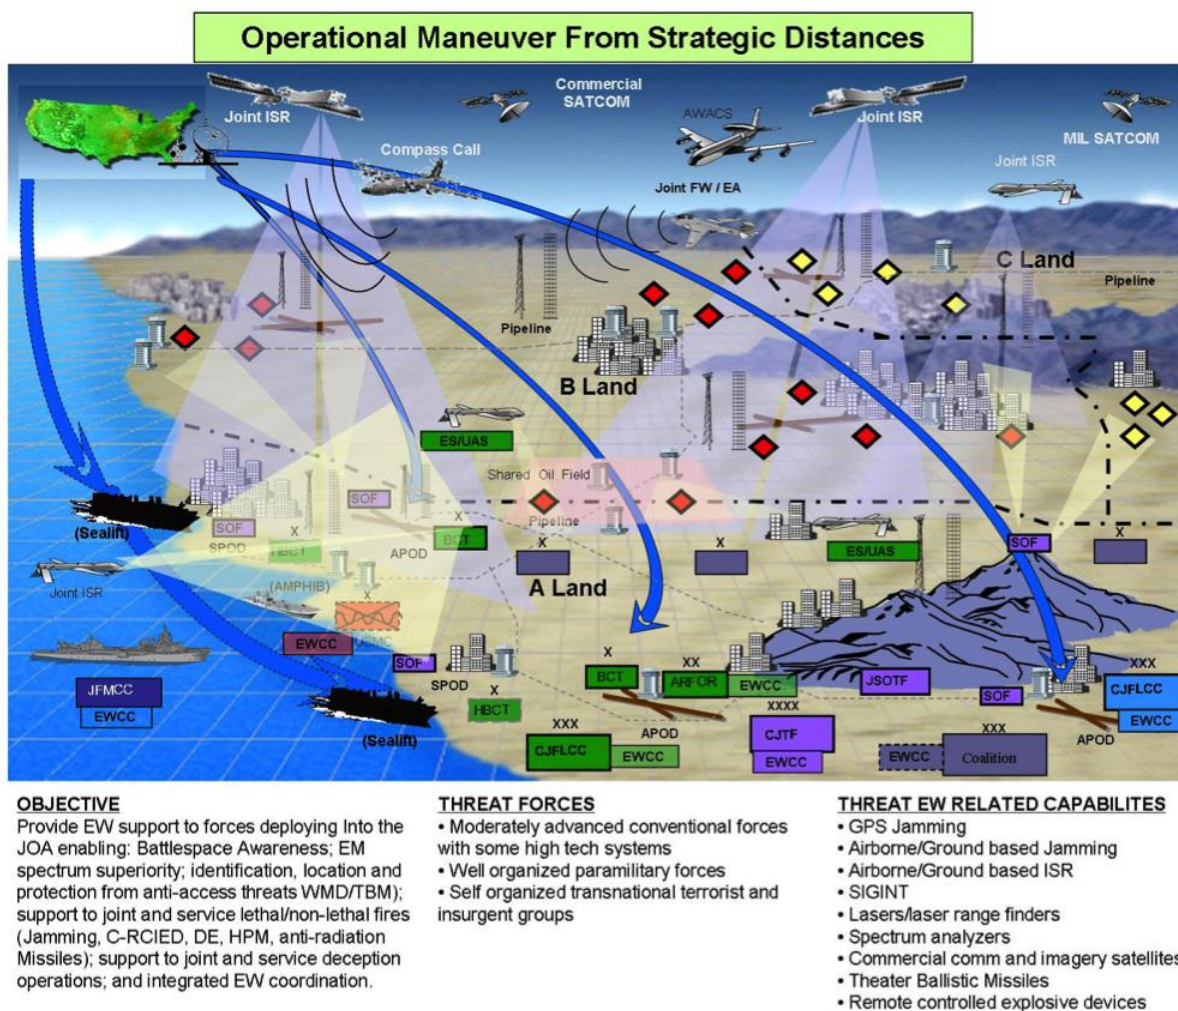 Operational Maneuver From Strategic Distances
Joint ISR
Commercial
SATCOM
AWACS
Joint ISR
MIL SATCOM
Compass Call
Joint FW / EA
Joint ISR
C Land
Pipeline
Pipeline
B Land
ES/UAS
Shared Oil Field
SOF
Pipeline
(Sealift)
SOF
SPOD
X
HBCT
APOD
X
BCT
X
X
ES/UAS
SOF
X
A Land
Joint ISR
(AMPHIB)
X
USMC
EWCC
SOF
SPOD
X
HBCT
JFMCC
EWCC
(Sealift)
X
BCT
XX
ARFOR
EWCC
APOD
JSOTF
SOF
APOD
XXX
CJFLCC
EWCC
XXX
CJFLCC
EWCC
XXXX
CJTF
EWCC
XXX
EWCC
Coalition
OBJECTIVE
Provide EW support to forces deploying Into the
JOA enabling: Battlespace Awareness; EM
spectrum superiority; identification, location and
protection from anti-access threats WMD/TBM);
support to joint and service lethal/non-lethal fires
(Jamming, C-RCIED, DE, HPM, anti-radiation
Missiles); support to joint and service deception
operations; and integrated EW coordination.
THREAT FORCES
• Moderately advanced conventional forces
with some high tech systems
• Well organized paramilitary forces
• Self organized transnational terrorist and
insurgent groups
THREAT EW RELATED CAPABILITES
• GPS Jamming
• Airborne/Ground based Jamming
• Airborne/Ground based ISR
• SIGINT
• Lasers/laser range finders
• Spectrum analyzers
• Commercial comm and imagery satellites
• Theater Ballistic Missiles
• Remote controlled explosive devices